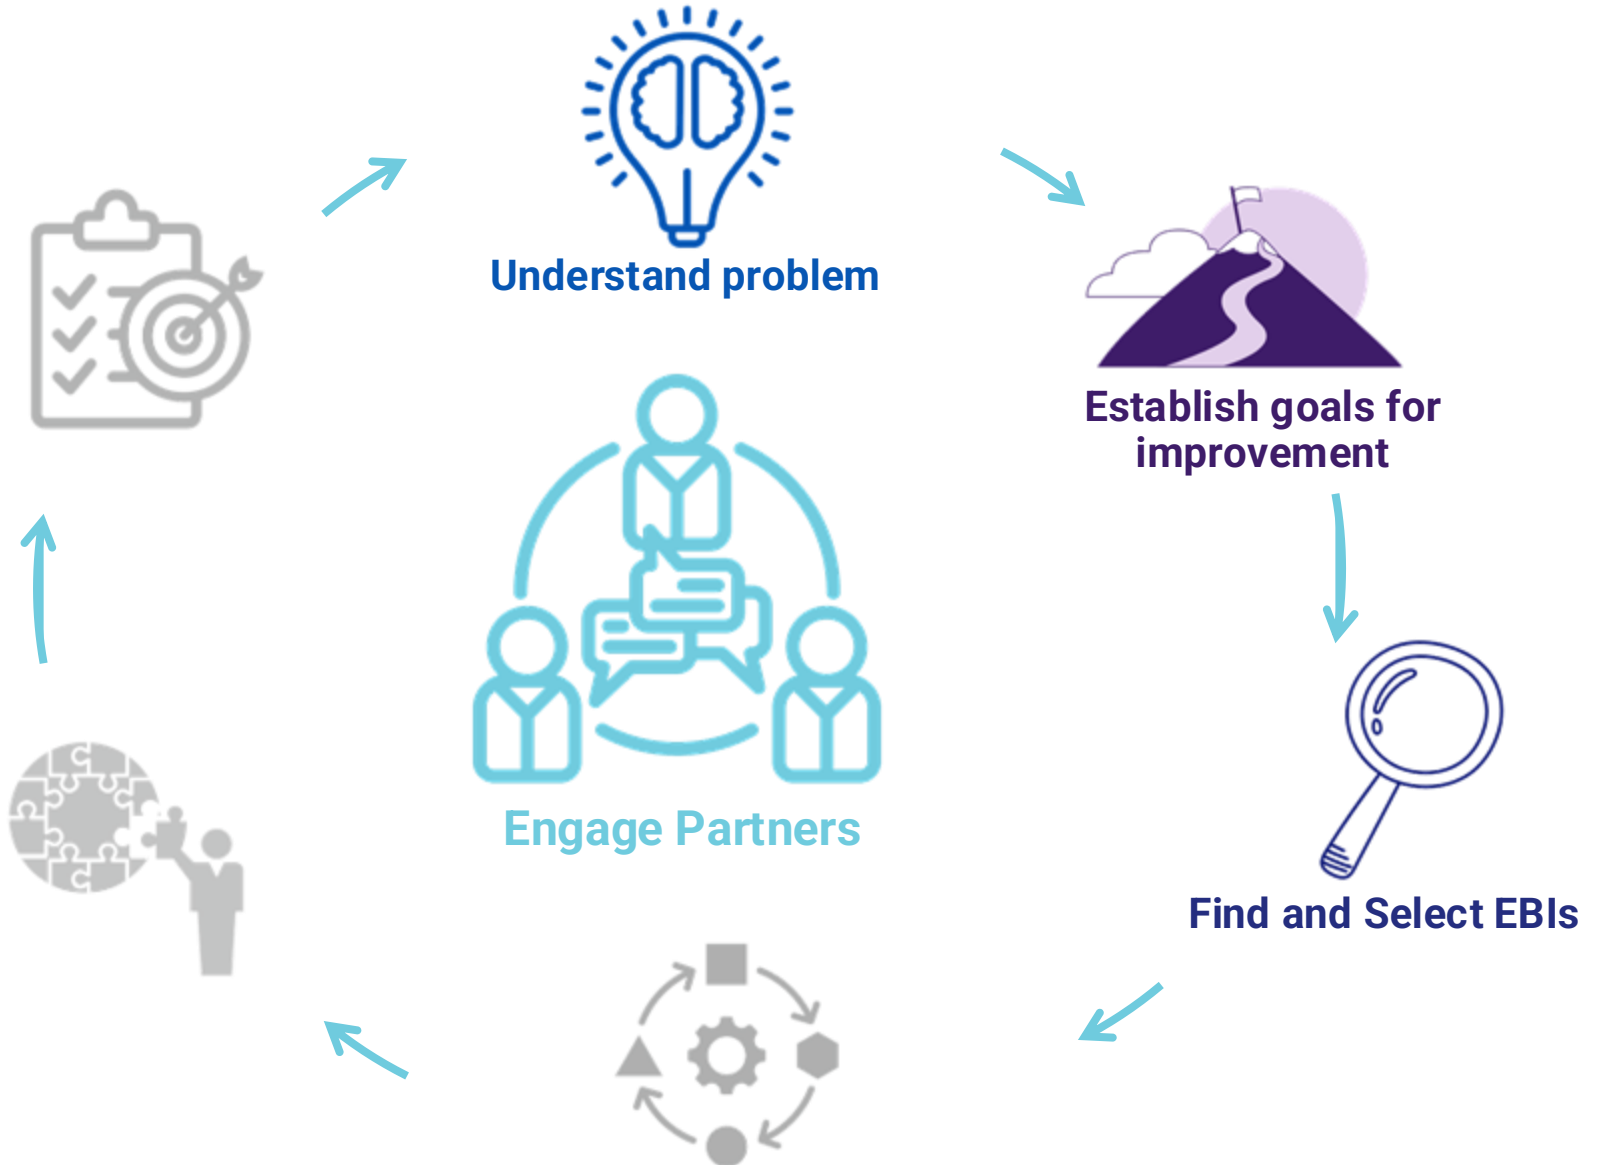 Understand problem
Establish goals for
improvement
Engage Partners
Find and Select EBIs